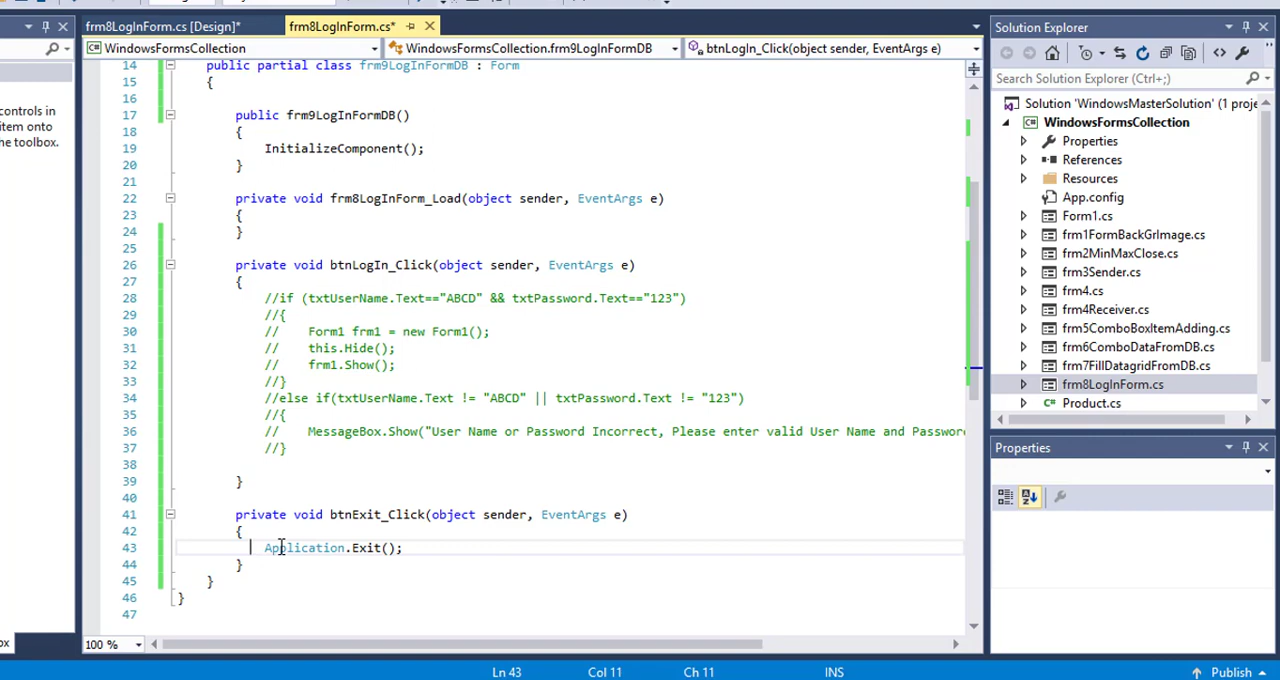 frm8LogInForm.cs [Design]*
frm8LogInForm.cs*
WindowsFormsCollection
WindowsFormsCollection.frm9LogInFormDB
btnLogIn_Click(object sender, EventArgs e)
controls in
item onto
he toolbox.
14 public partial class frm9LogInFormDB : Form
15 {
16
17 public frm9LogInFormDB()
18 {
19 InitializeComponent();
20 }
21
22 private void frm8LogInForm_Load(object sender, EventArgs e)
23 {
24 }
25
26 private void btnLogIn_Click(object sender, EventArgs e)
27 {
28 //if (txtUserName.Text=="ABCD" && txtPassword.Text=="123")
29 //{
30 // Form1 frm1 = new Form1();
31 // this.Hide();
32 // frm1.Show();
33 //}
34 //else if(txtUserName.Text != "ABCD" || txtPassword.Text != "123")
35 //{
36 // MessageBox.Show("User Name or Password Incorrect, Please enter valid User Name and Passwor
37 //}
38
39 }
40
41 private void btnExit_Click(object sender, EventArgs e)
42 {
43 Application.Exit();
44 }
45 }
46 }
47
100 %
Solution Explorer
Search Solution Explorer (Ctrl+;)
Solution 'WindowsMasterSolution' (1 proje
WindowsFormsCollection
Properties
References
Resources
App.config
Form1.cs
frm1FormBackGrImage.cs
frm2MinMaxClose.cs
frm3Sender.cs
frm4.cs
frm4Receiver.cs
frm5ComboBoxItemAdding.cs
frm6ComboDataFromDB.cs
frm7FillDatagridFromDB.cs
frm8LogInForm.cs
Product.cs
Properties
ox
Ln 43 Col 11 Ch 11 INS Publish